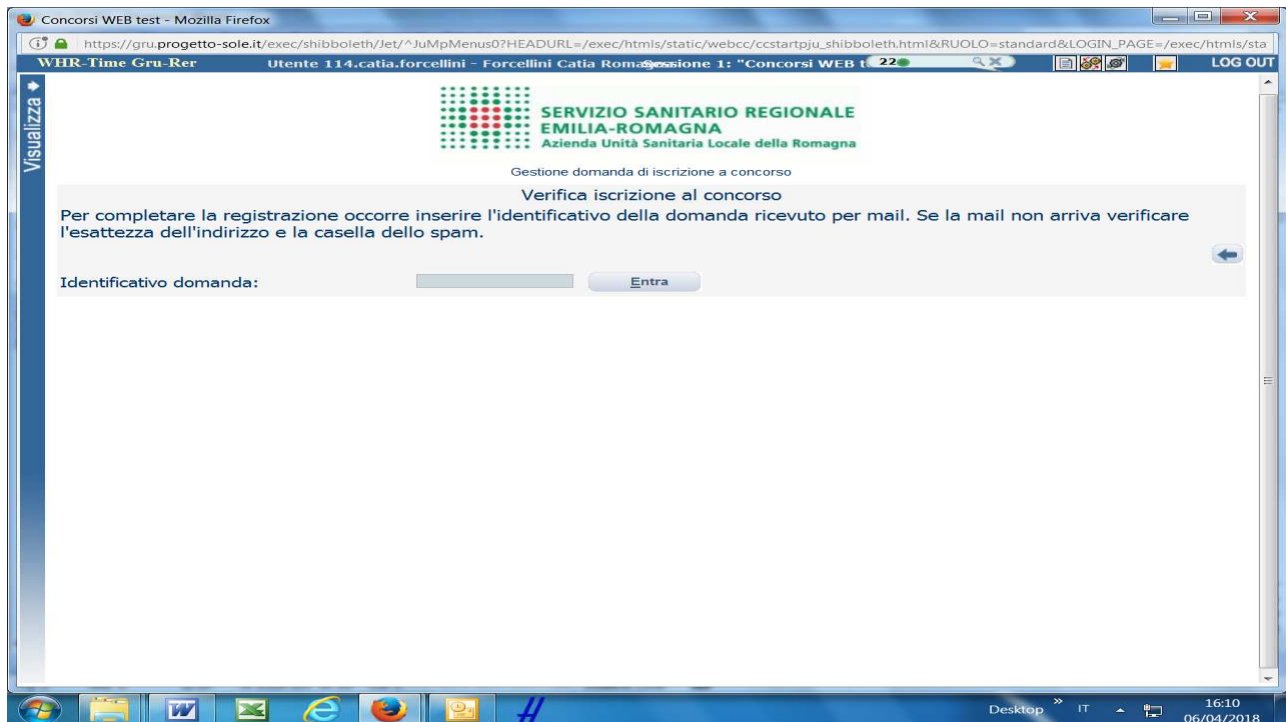 Concorsi WEB test - Mozilla Firefox
https://gru.progetto-sole.it/exec/shibboleth/Jet/^JuMpMenus0?HEADURL=/exec/htmls/static/webcc/ccstartpju_shibboleth.html&RUOLO=standard&LOGIN_PAGE=/exec/htmls/sta
WHR-Time Gru-Rer Utente 114.catia.forcellini - Forcellini Catia Romagna Sessione 1: "Concorsi WEB t 22 LOG OUT
Visualizza
SERVIZIO SANITARIO REGIONALE
EMILIA-ROMAGNA
Azienda Unità Sanitaria Locale della Romagna
Gestione domanda di iscrizione a concorso
Verifica iscrizione al concorso
Per completare la registrazione occorre inserire l'identificativo della domanda ricevuto per mail. Se la mail non arriva verificare
l'esattezza dell'indirizzo e la casella dello spam.
Identificativo domanda: Entra
Desktop » IT 16:10
06/04/2018